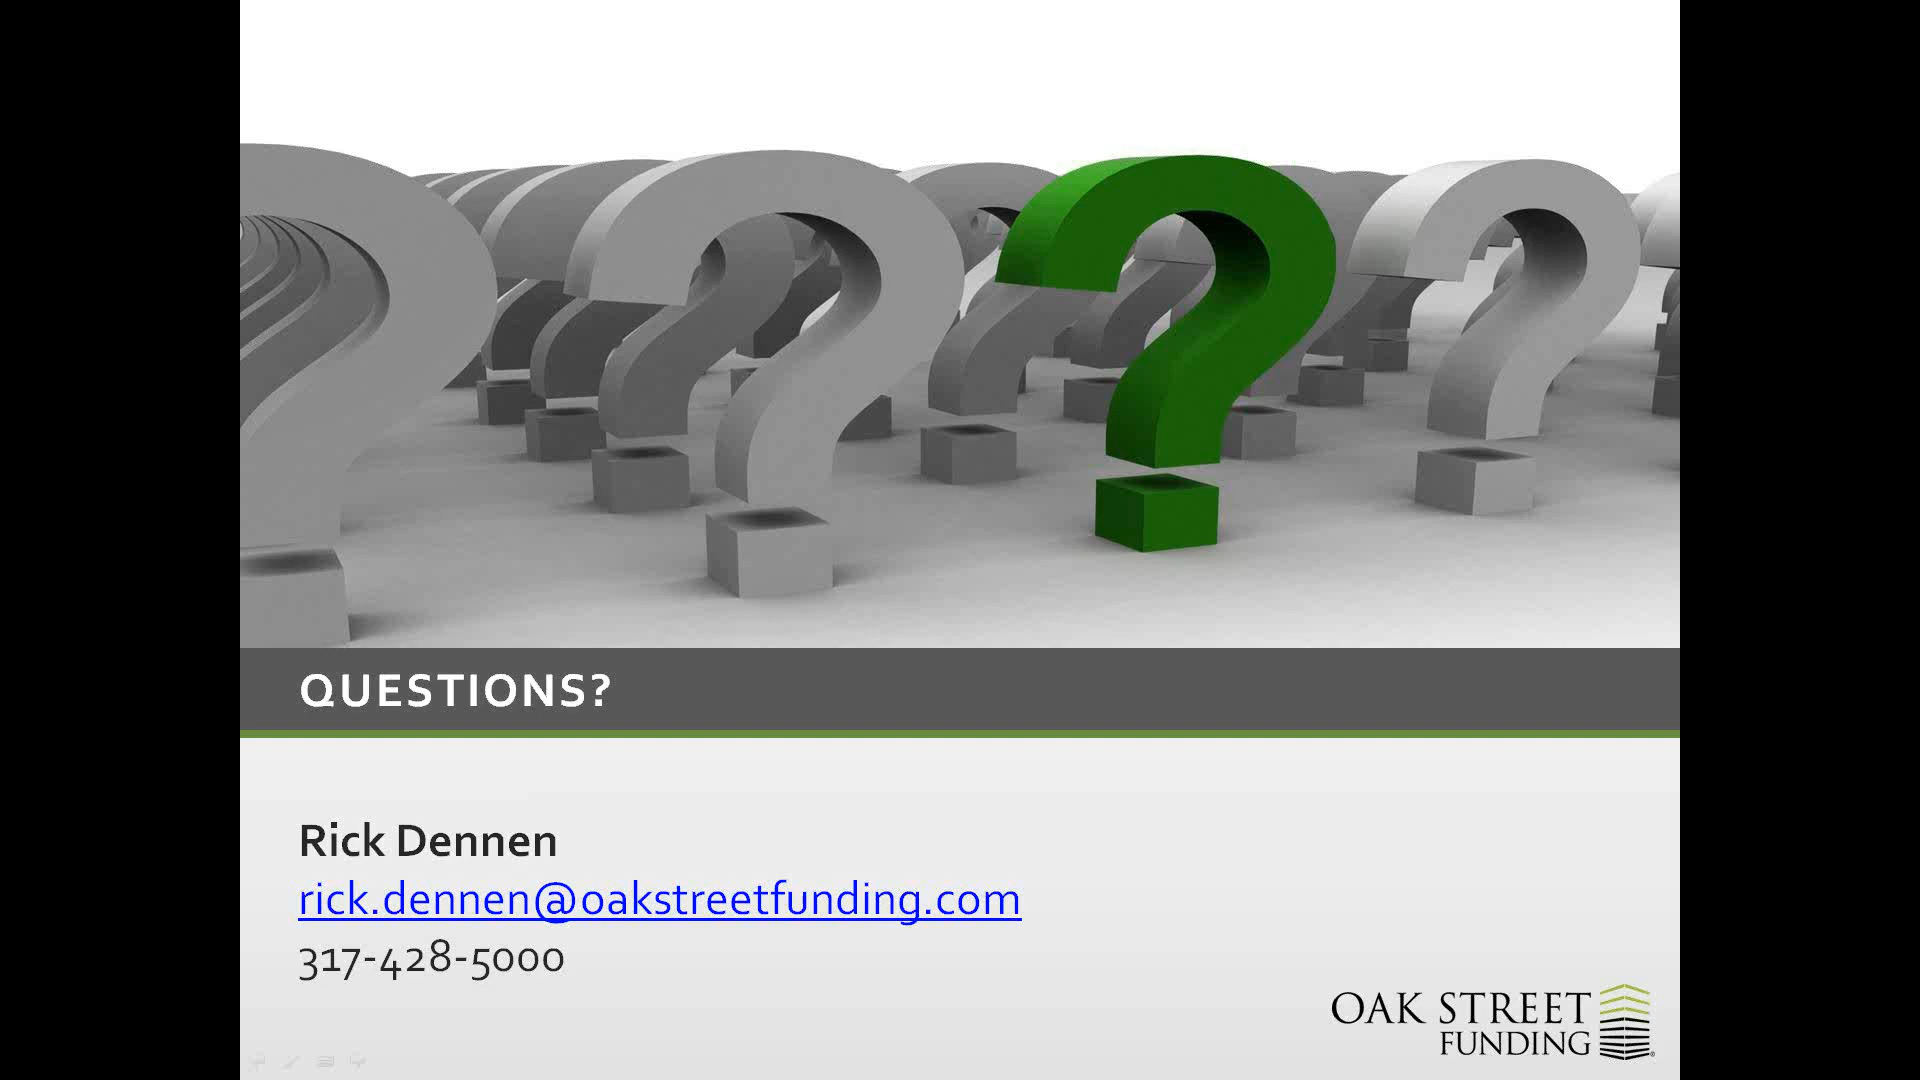 QUESTIONS?
Rick Dennen
rick.dennen@oakstreetfunding.com
317-428-5000
OAK STREET
FUNDING